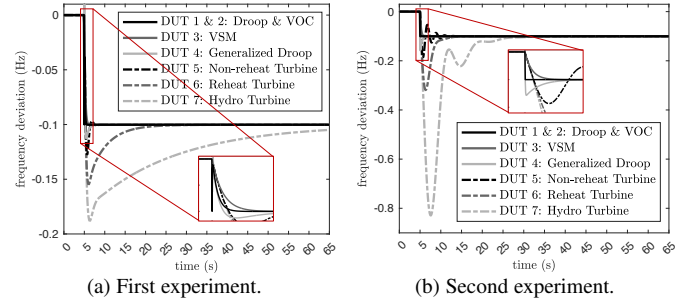 0
-0.05
-0.1
-0.15
-0.2
frequency deviation (Hz)
DUT 1 & 2: Droop & VOC
DUT 3: VSM
DUT 4: Generalized Droop
DUT 5: Non-reheat Turbine
DUT 6: Reheat Turbine
DUT 7: Hydro Turbine
0 5 10 15 20 25 30 35 40 45 50 55 60 65
time (s)
(a) First experiment.
0
-0.2
-0.4
-0.6
-0.8
frequency deviation (Hz)
DUT 1 & 2: Droop & VOC
DUT 3: VSM
DUT 4: Generalized Droop
DUT 5: Non-reheat Turbine
DUT 6: Reheat Turbine
DUT 7: Hydro Turbine
0 5 10 15 20 25 30 35 40 45 50 55 60 65
time (s)
(b) Second experiment.